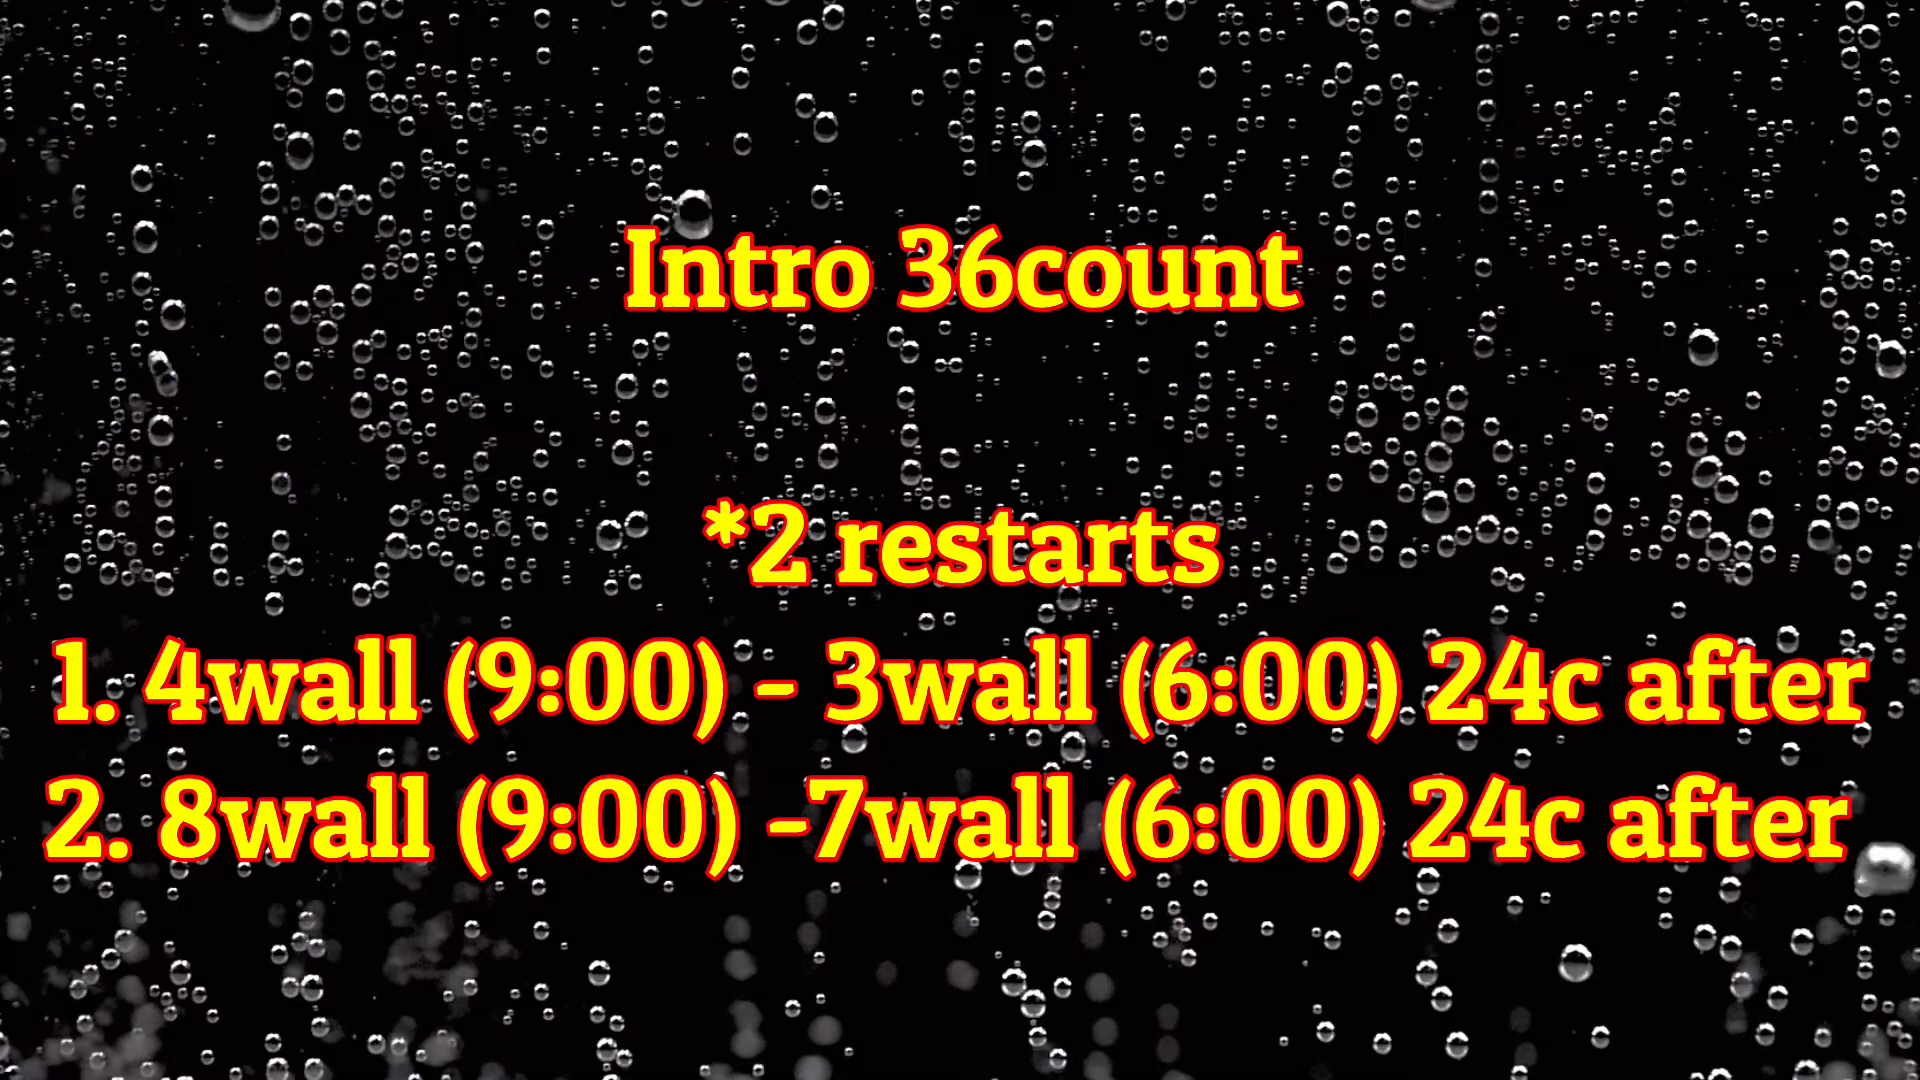 Intro 36count
*2 restarts
1. 4wall (9:00) - 3wall (6:00) 24c after
2. 8wall (9:00) -7wall (6:00) 24c after